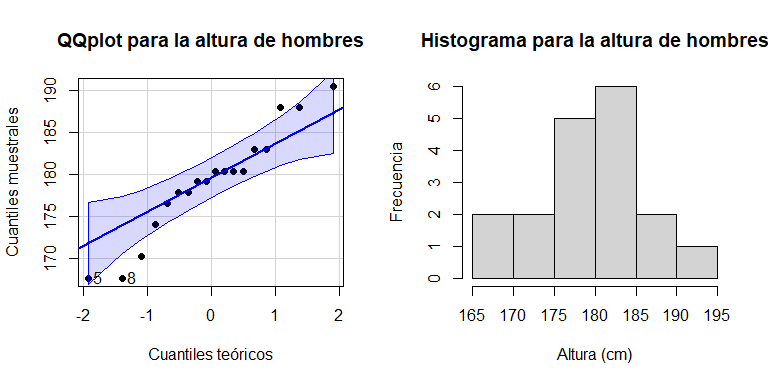 QQplot para la altura de hombres
Cuantiles muestrales
190
185
180
175
170
5
8
-2 -1 0 1 2
Cuantiles teóricos
Histograma para la altura de hombres
Frecuencia
6
5
4
3
2
1
0
165 170 175 180 185 190 195
Altura (cm)